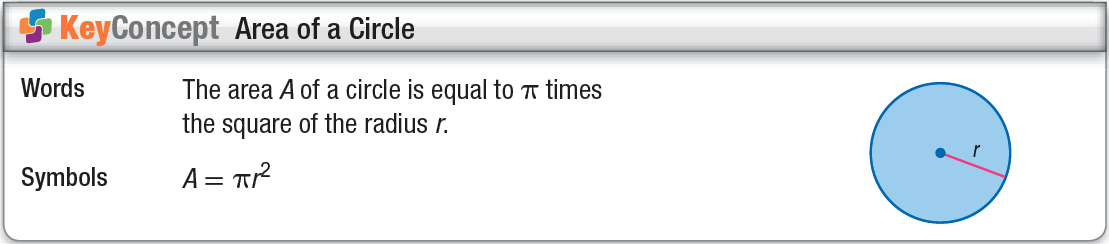 KeyConcept Area of a Circle
Words
The area A of a circle is equal to π times
the square of the radius r.
Symbols
A = πr²
r